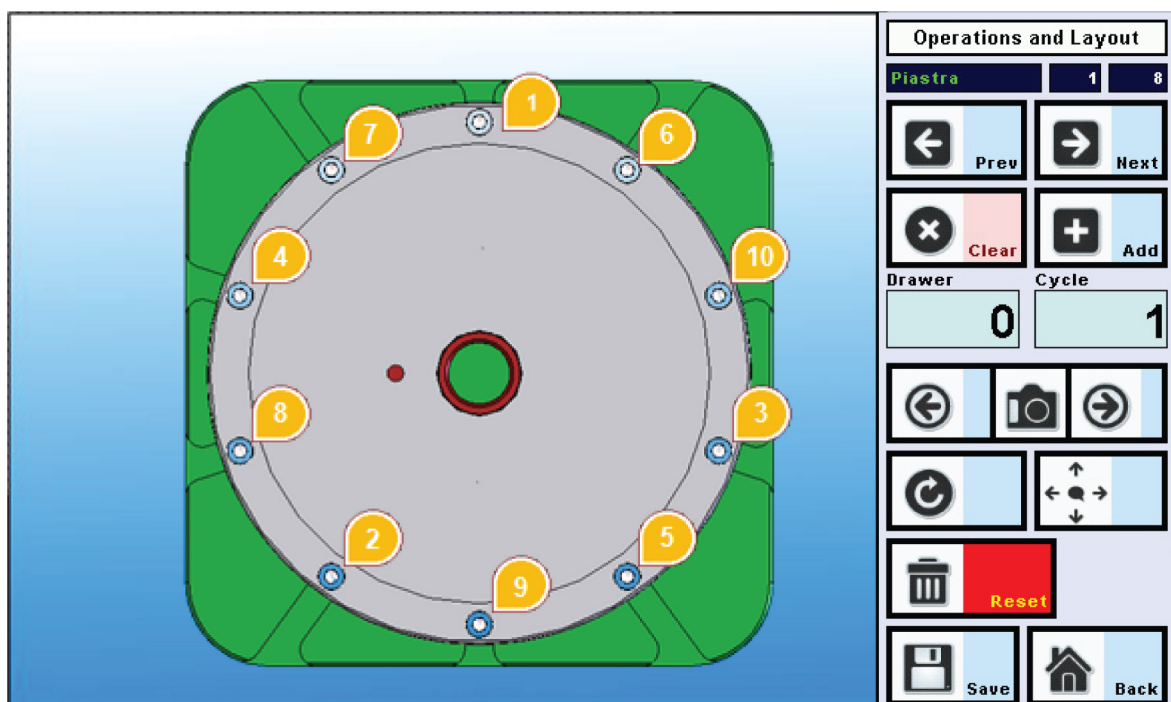 Operations and Layout
Piastra 1 8
Prev Next
Clear Add
Drawer Cycle
0 1
Reset
Save Back
1
7 6
4 10
8 3
2 5
9